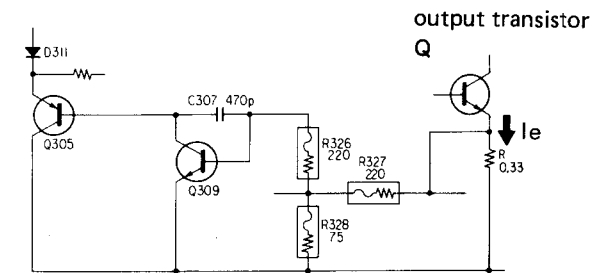 output transistor
Q
D311
C307 470p
Q305
Q309
R326
220
R327
220
R328
75
Ie
R
0.33